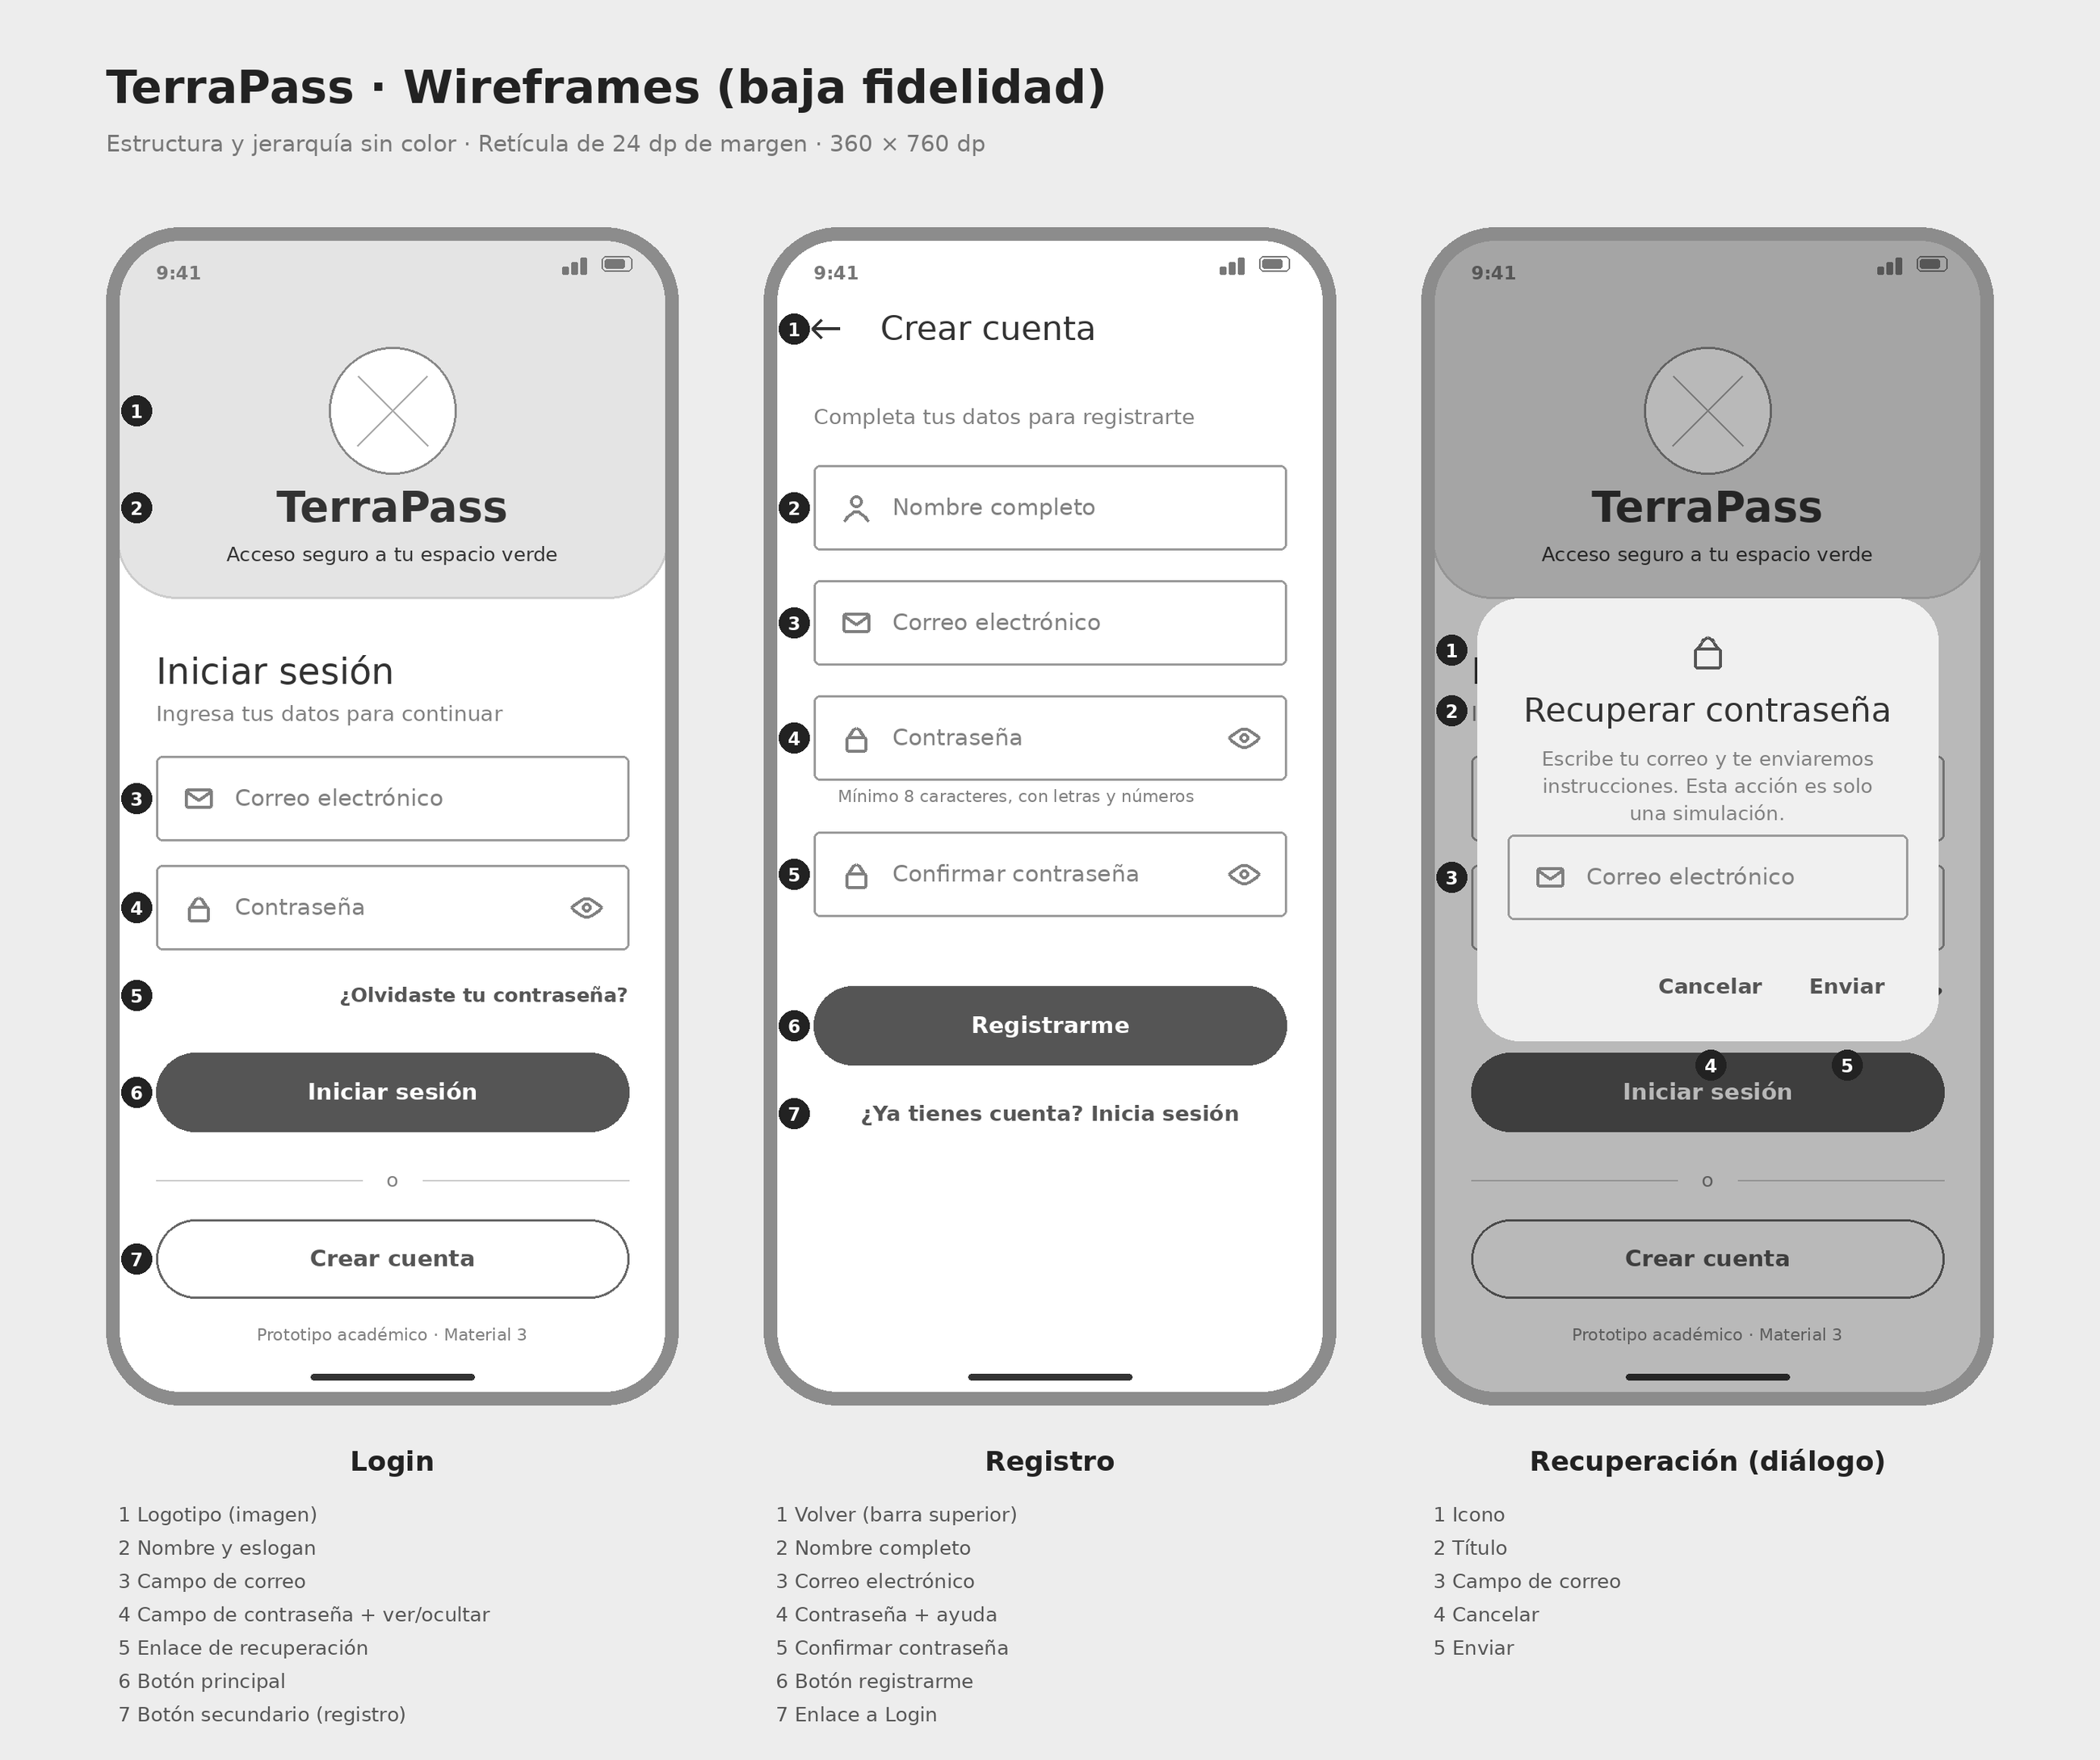 TerraPass · Wireframes (baja fidelidad)
Estructura y jerarquía sin color · Retícula de 24 dp de margen · 360 × 760 dp
9:41
1
2
TerraPass
Acceso seguro a tu espacio verde
Iniciar sesión
Ingresa tus datos para continuar
3 Correo electrónico
4 Contraseña
5 ¿Olvidaste tu contraseña?
6 Iniciar sesión
o
7 Crear cuenta
Prototipo académico · Material 3
Login
1 Logotipo (imagen)
2 Nombre y eslogan
3 Campo de correo
4 Campo de contraseña + ver/ocultar
5 Enlace de recuperación
6 Botón principal
7 Botón secundario (registro)
9:41
1 Crear cuenta
Completa tus datos para registrarte
2 Nombre completo
3 Correo electrónico
4 Contraseña
Mínimo 8 caracteres, con letras y números
5 Confirmar contraseña
6 Registrarme
7 ¿Ya tienes cuenta? Inicia sesión
Registro
1 Volver (barra superior)
2 Nombre completo
3 Correo electrónico
4 Contraseña + ayuda
5 Confirmar contraseña
6 Botón registrarme
7 Enlace a Login
9:41
TerraPass
Acceso seguro a tu espacio verde
1
2 Recuperar contraseña
Escribe tu correo y te enviaremos
instrucciones. Esta acción es solo
una simulación.
3 Correo electrónico
Cancelar Enviar
4 5
Iniciar sesión
o
Crear cuenta
Prototipo académico · Material 3
Recuperación (diálogo)
1 Icono
2 Título
3 Campo de correo
4 Cancelar
5 Enviar